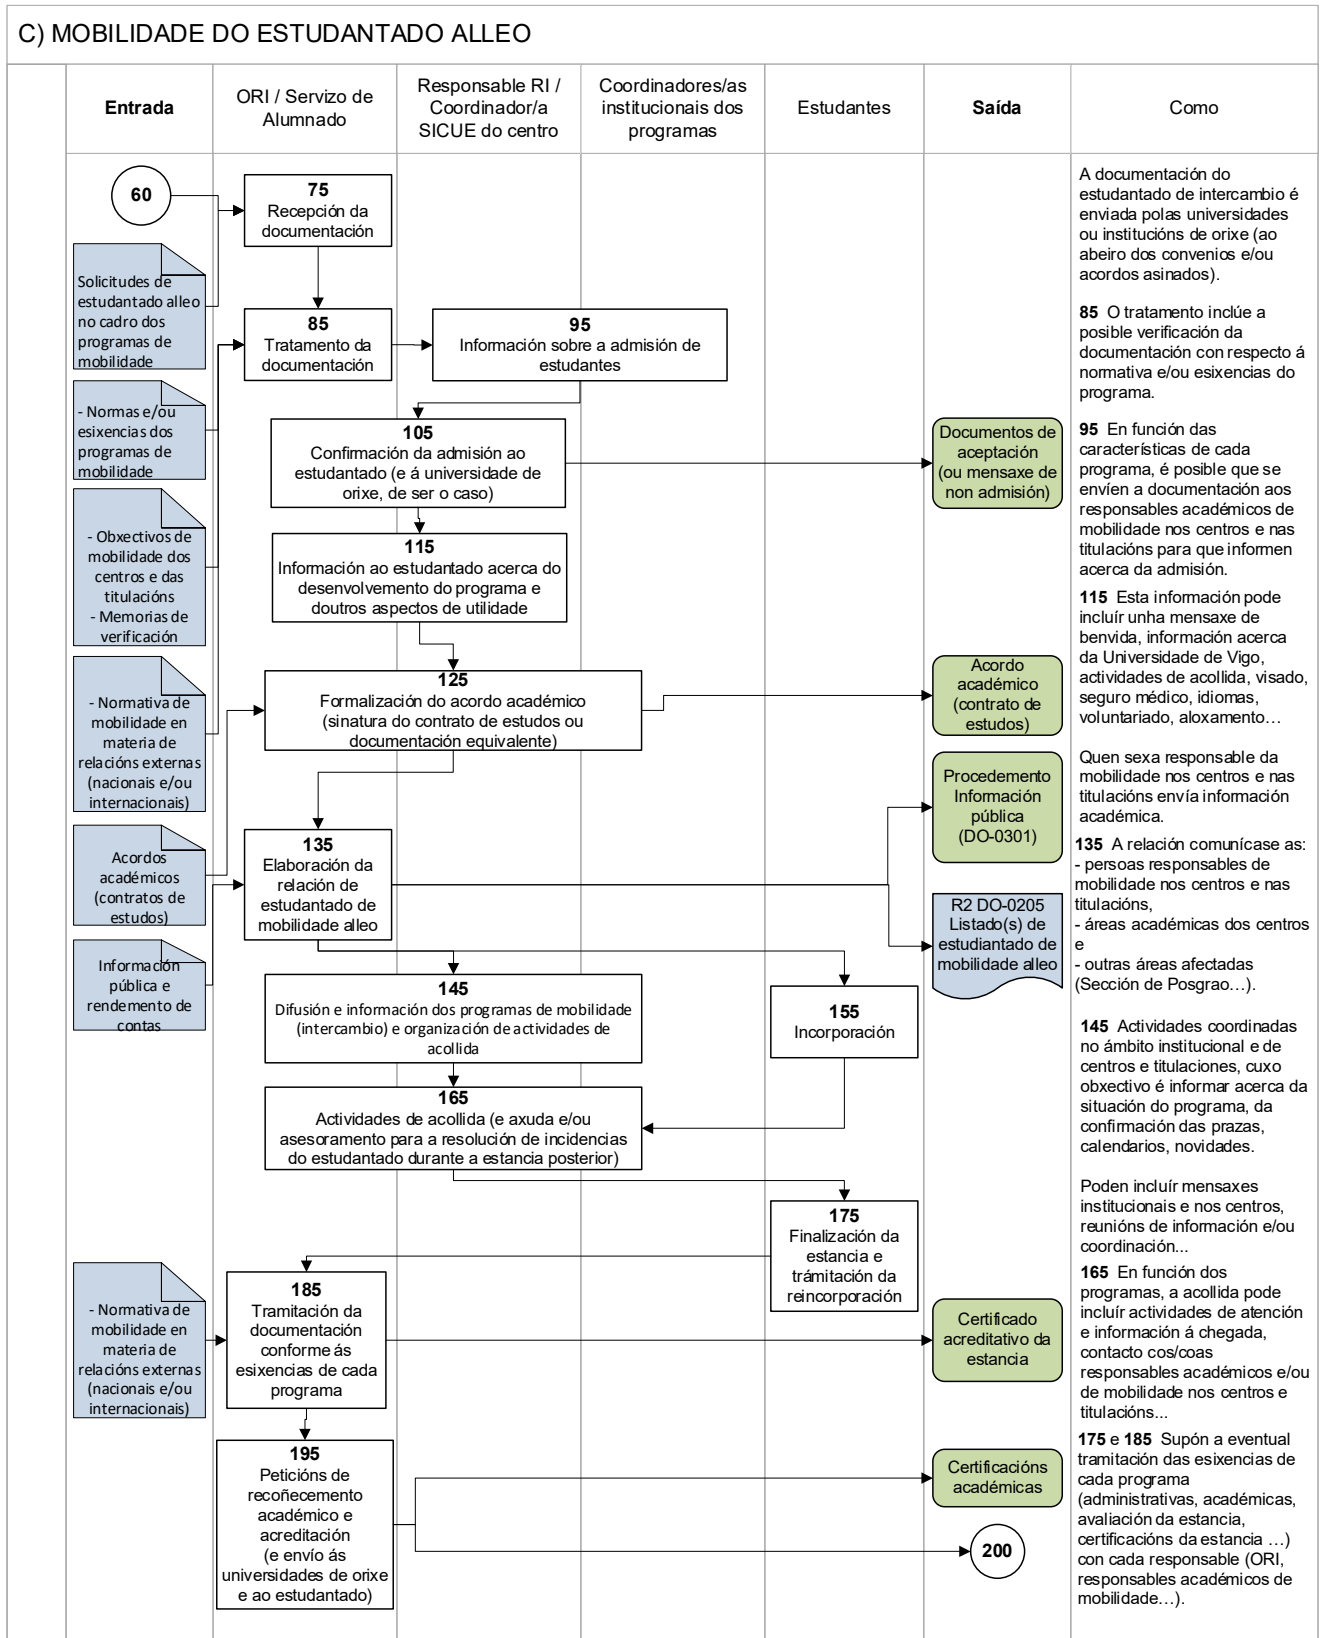 C) MOBILIDADE DO ESTUDANTADO ALLEO
Entrada
ORI / Servizo de
Alumnado
Responsable RI /
Coordinador/a
SICUE do centro
Coordinadores/as
institucionais dos
programas
Estudantes
Saída
Como
60
Solicitudes de
estudantado alleo
no cadro dos
programas de
mobilidade
- Normas e/ou
esixencias dos
programas de
mobilidade
- Obxectivos de
mobilidade dos
centros e das
titulacións
- Memorias de
verificación
- Normativa de
mobilidade en
materia de
relacións externas
(nacionais e/ou
internacionais)
Acordos
académicos
(contratos de
estudos)
Información
pública e
rendemento de
contas
- Normativa de
mobilidade en
materia de
relacións externas
(nacionais e/ou
internacionais)
75
Recepción da
documentación
85
Tratamento da
documentación
95
Información sobre a admisión de
estudantes
105
Confirmación da admisión ao
estudantado (e á universidade de
orixe, de ser o caso)
115
Información ao estudantado acerca do
desenvolvemento do programa e
doutros aspectos de utilidade
125
Formalización do acordo académico
(sinatura do contrato de estudos ou
documentación equivalente)
135
Elaboración da
relación de
estudantado de
mobilidade alleo
145
Difusión e información dos programas de mobilidade
(intercambio) e organización de actividades de
acollida
155
Incorporación
165
Actividades de acollida (e axuda e/ou
asesoramento para a resolución de incidencias
do estudantado durante a estancia posterior)
175
Finalización da
estancia e
trámitación da
reincorporación
185
Tramitación da
documentación
conforme ás
esixencias de cada
programa
195
Peticións de
recoñecemento
académico e
acreditación
(e envío ás
universidades de orixe
e ao estudantado)
Documentos de
aceptación
(ou mensaxe de
non admisión)
Acordo
académico
(contrato de
estudos)
Procedemento
Información
pública
(DO-0301)
R2 DO-0205
Listado(s) de
estudiantado de
mobilidade alleo
Certificado
acreditativo da
estancia
Certificacións
académicas
200
A documentación do
estudantado de intercambio é
enviada polas universidades
ou institucións de orixe (ao
abeiro dos convenios e/ou
acordos asinados).
85 O tratamento inclúe a
posible verificación da
documentación con respecto á
normativa e/ou esixencias do
programa.
95 En función das
características de cada
programa, é posible que se
envíen a documentación aos
responsables académicos de
mobilidade nos centros e nas
titulacións para que informen
acerca da admisión.
115 Esta información pode
incluír unha mensaxe de
benvida, información acerca
da Universidade de Vigo,
actividades de acollida, visado,
seguro médico, idiomas,
voluntariado, aloxamento…
Quen sexa responsable da
mobilidade nos centros e nas
titulacións envía información
académica.
135 A relación comunícase as:
- persoas responsables de
mobilidade nos centros e nas
titulacións,
- áreas académicas dos centros
e
- outras áreas afectadas
(Sección de Posgrao…).
145 Actividades coordinadas
no ámbito institucional e de
centros e titulaciones, cuxo
obxectivo é informar acerca da
situación do programa, da
confirmación das prazas,
calendarios, novidades.
Poden incluír mensaxes
institucionais e nos centros,
reunións de información e/ou
coordinación...
165 En función dos
programas, a acollida pode
incluír actividades de atención
e información á chegada,
contacto cos/coas
responsables académicos e/ou
de mobilidade nos centros e
titulacións...
175 e 185 Supón a eventual
tramitación das esixencias de
cada programa
(administrativas, académicas,
avaliación da estancia,
certificacións da estancia …)
con cada responsable (ORI,
responsables académicos de
mobilidade…).